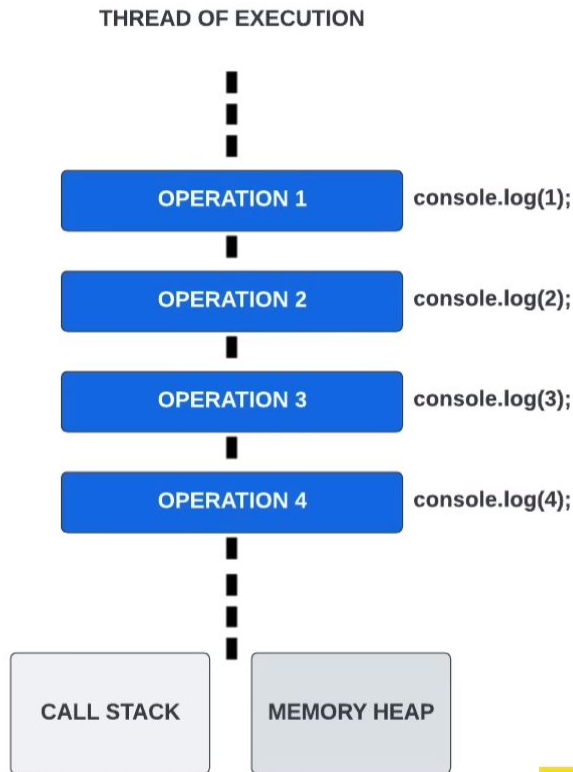 THREAD OF EXECUTION
OPERATION 1 console.log(1);
OPERATION 2 console.log(2);
OPERATION 3 console.log(3);
OPERATION 4 console.log(4);
CALL STACK MEMORY HEAP